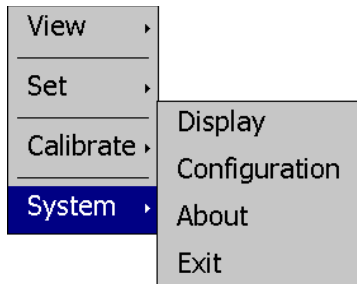 View
Set
Calibrate
System
Display
Configuration
About
Exit